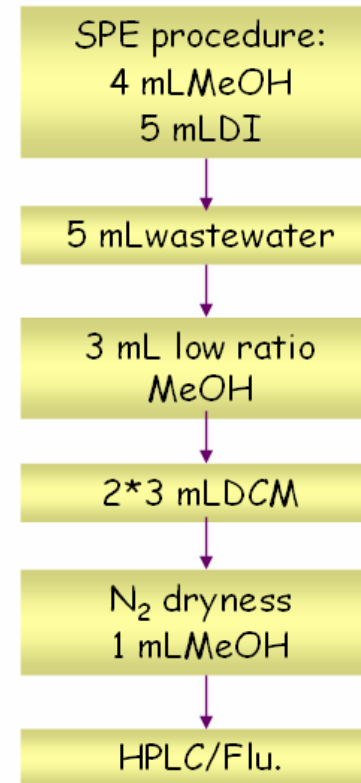 SPE procedure:
4 mLMeOH
5 mLDI
5 mLwastewater
3 mL low ratio
MeOH
2*3 mLDCM
N₂ dryness
1 mLMeOH
HPLC/Flu.